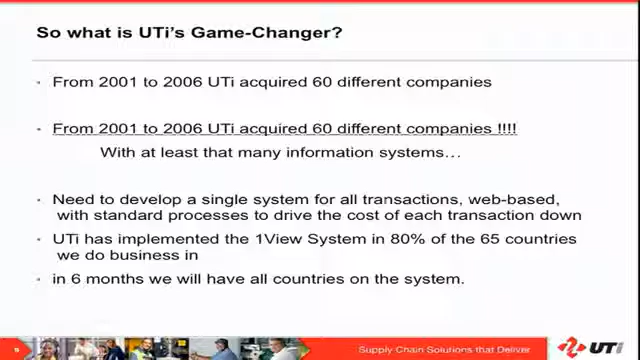 So what is UTi's Game-Changer?
From 2001 to 2006 UTi acquired 60 different companies
From 2001 to 2006 UTi acquired 60 different companies !!!!
With at least that many information systems…
Need to develop a single system for all transactions, web-based,
with standard processes to drive the cost of each transaction down
UTi has implemented the 1View System in 80% of the 65 countries
we do business in
in 6 months we will have all countries on the system.
Supply Chain Solutions that Deliver
UTi